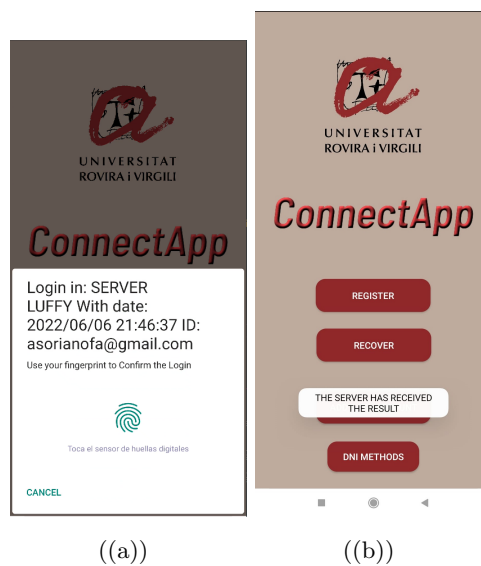 UNIVERSITAT
ROVIRA i VIRGILI
ConnectApp
Login in: SERVER
LUFFY With date:
2022/06/06 21:46:37 ID:
asorianofa@gmail.com
Use your fingerprint to Confirm the Login
Toca el sensor de huellas digitales
CANCEL
((a))
UNIVERSITAT
ROVIRA i VIRGILI
ConnectApp
REGISTER
RECOVER
THE SERVER HAS RECEIVED
THE RESULT
DNI METHODS
((b))